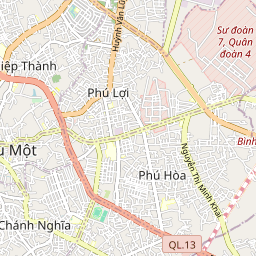 Huỳnh Văn Lũ
Sư đoàn
7, Quân
đoàn 4
iệp Thành
Phú Lợi
Nguyễn Thị Minh Khai
Bình
u Một
Phú Hòa
Chánh Nghĩa
QL.13